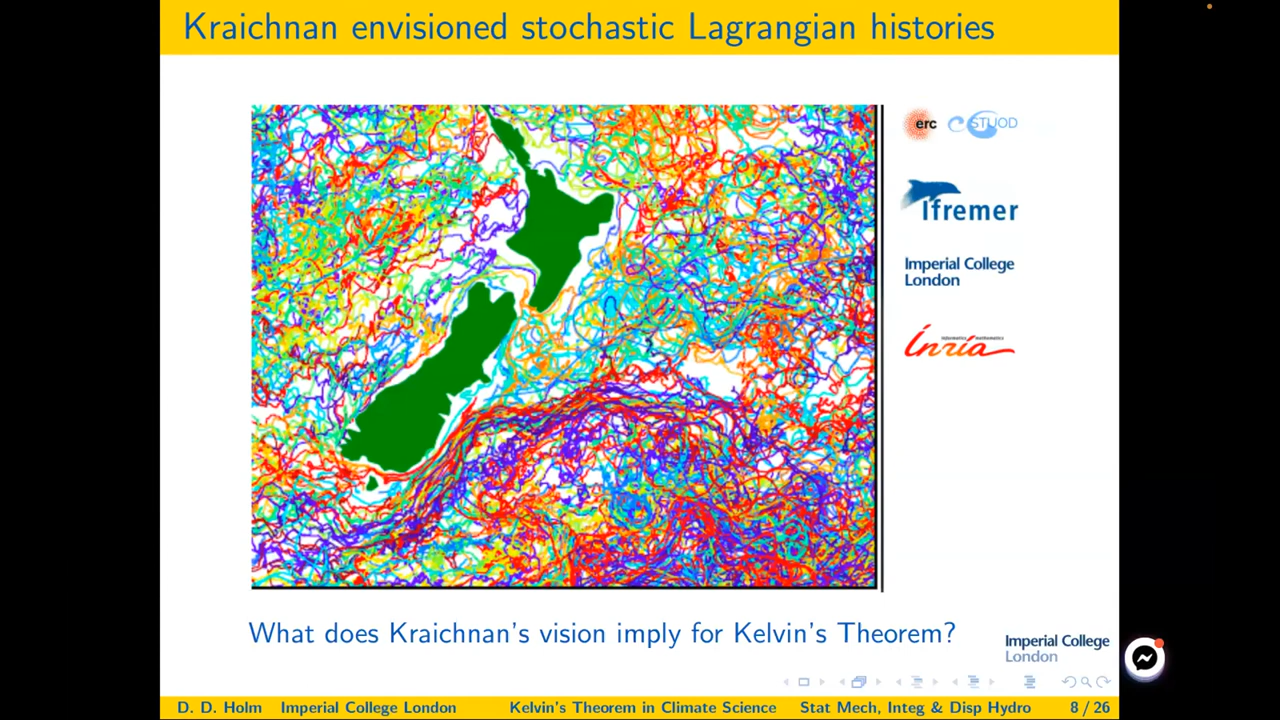 Kraichnan envisioned stochastic Lagrangian histories
erc STUOD
Ifremer
Imperial College
London
informatics mathematics
Inria
What does Kraichnan's vision imply for Kelvin's Theorem?
Imperial College
London
D. D. Holm Imperial College London Kelvin's Theorem in Climate Science Stat Mech, Integ & Disp Hydro 8 / 26